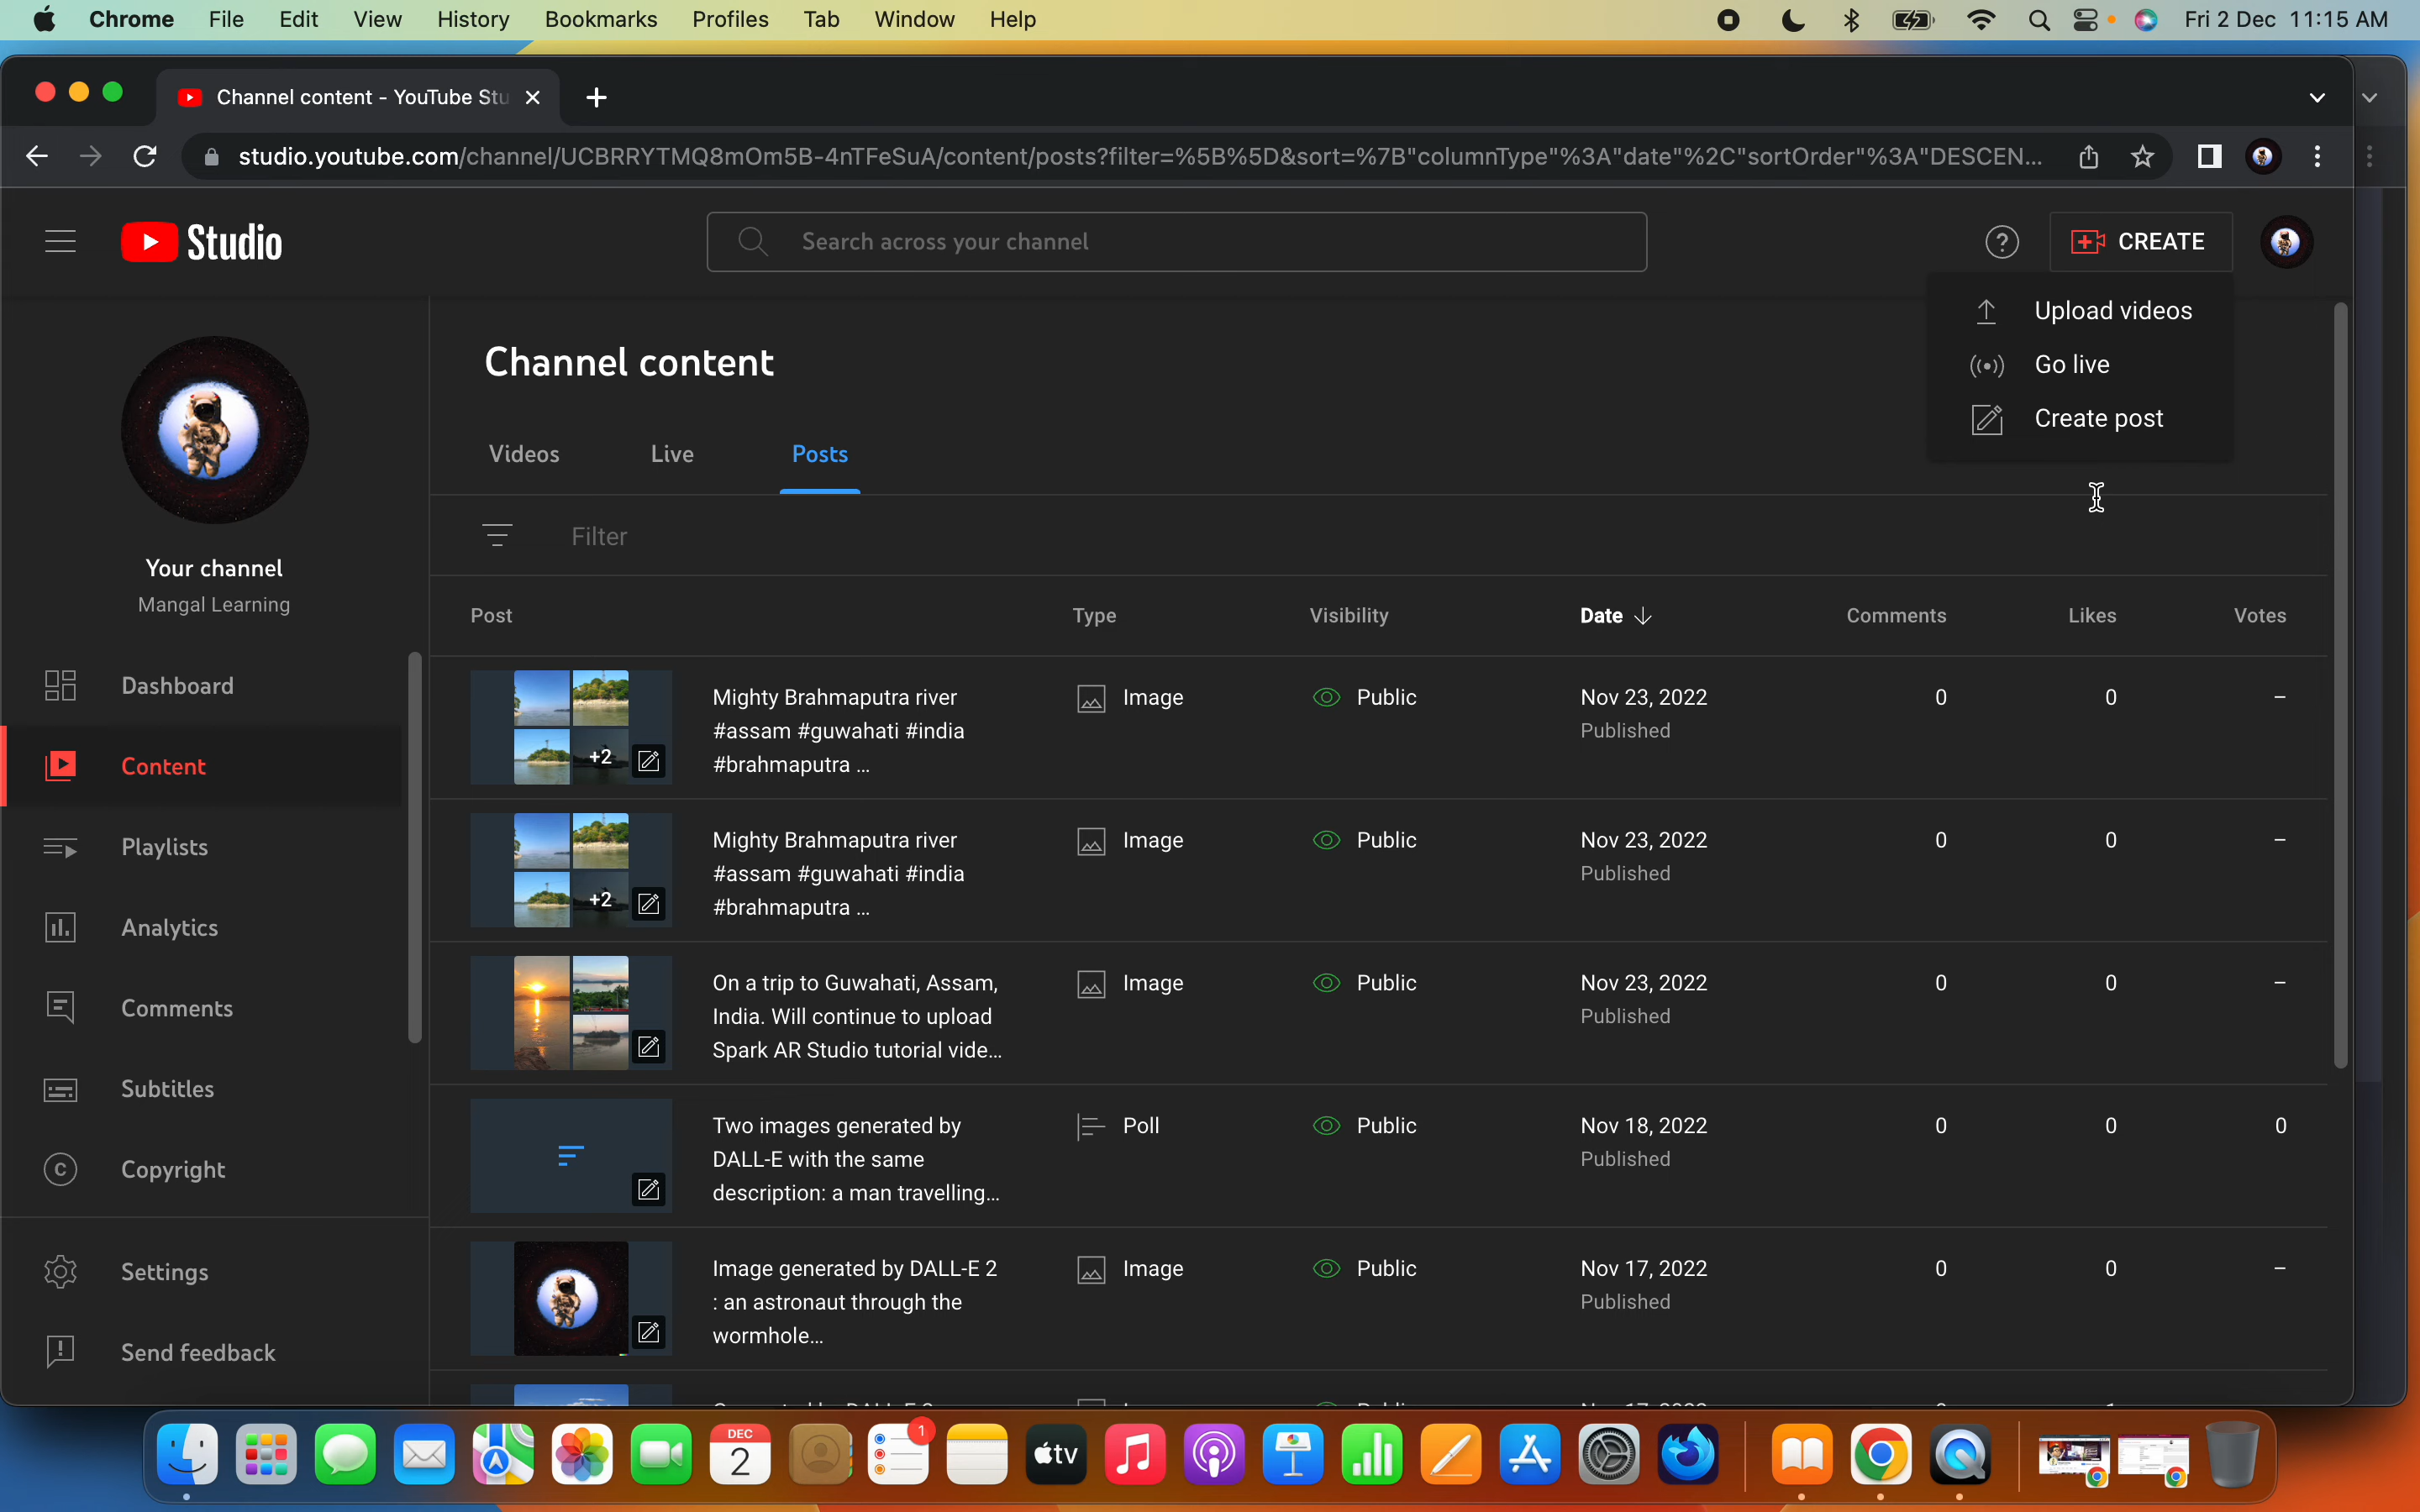 Chrome File Edit View History Bookmarks Profiles Tab Window Help Fri 2 Dec 11:15 AM
Channel content - YouTube Stu
studio.youtube.com/channel/UCBRRYTMQ8mOm5B-4nTFeSuA/content/posts?filter=%5B%5D&sort=%7B"columnType"%3A"date"%2C"sortOrder"%3A"DESCEN...
Studio
Search across your channel
CREATE
Upload videos
Go live
Create post
Channel content
Videos Live Posts
Filter
Your channel
Mangal Learning
Dashboard
Content
Playlists
Analytics
Comments
Subtitles
Copyright
Settings
Send feedback
Post Type Visibility Date Comments Likes Votes
+2
Mighty Brahmaputra river
#assam #guwahati #india
#brahmaputra ...
Image Public Nov 23, 2022 0 0 –
Published
+2
Mighty Brahmaputra river
#assam #guwahati #india
#brahmaputra ...
Image Public Nov 23, 2022 0 0 –
Published
On a trip to Guwahati, Assam,
India. Will continue to upload
Spark AR Studio tutorial vide...
Image Public Nov 23, 2022 0 0 –
Published
Two images generated by
DALL-E with the same
description: a man travelling...
Poll Public Nov 18, 2022 0 0 0
Published
Image generated by DALL-E 2
: an astronaut through the
wormhole...
Image Public Nov 17, 2022 0 0 –
Published
DEC
2
1
tv